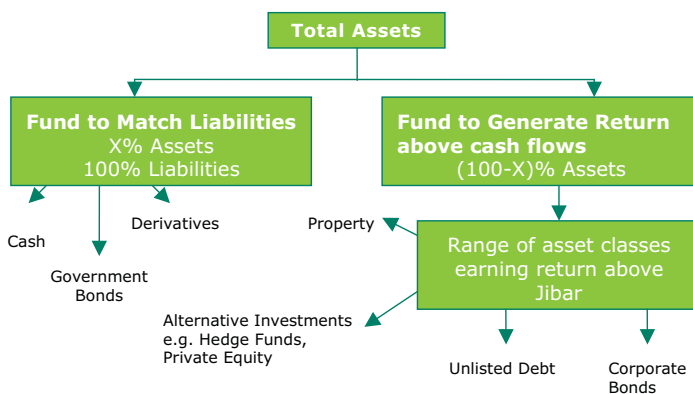 Total Assets
Fund to Match Liabilities
X% Assets
100% Liabilities
Fund to Generate Return
above cash flows
(100-X)% Assets
Cash
Government
Bonds
Derivatives
Property
Range of asset classes
earning return above
Jibar
Alternative Investments
e.g. Hedge Funds,
Private Equity
Unlisted Debt
Corporate
Bonds